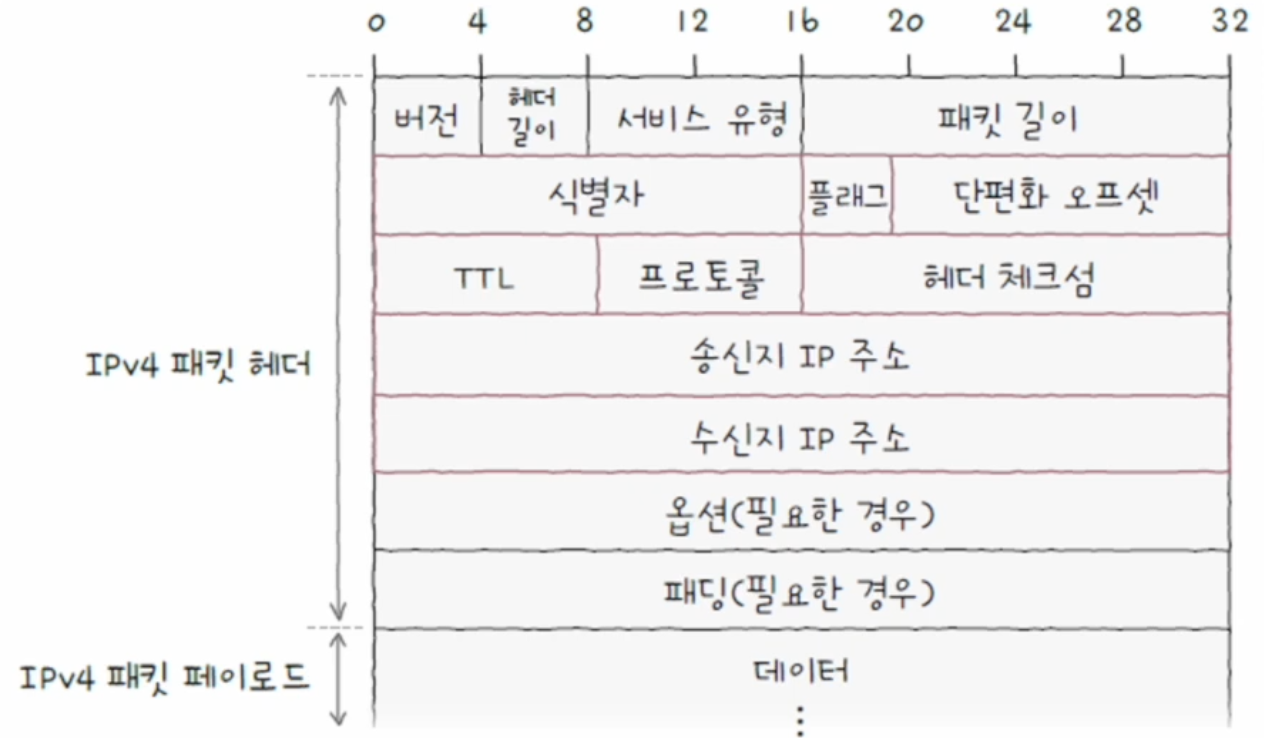 0 4 8 12 16 20 24 28 32
버전 헤더 길이 서비스 유형 패킷 길이
식별자 플래그 단편화 오프셋
TTL 프로토콜 헤더 체크섬
IPv4 패킷 헤더
송신지 IP 주소
수신지 IP 주소
옵션(필요한 경우)
패딩(필요한 경우)
IPv4 패킷 페이로드
데이터
⋮